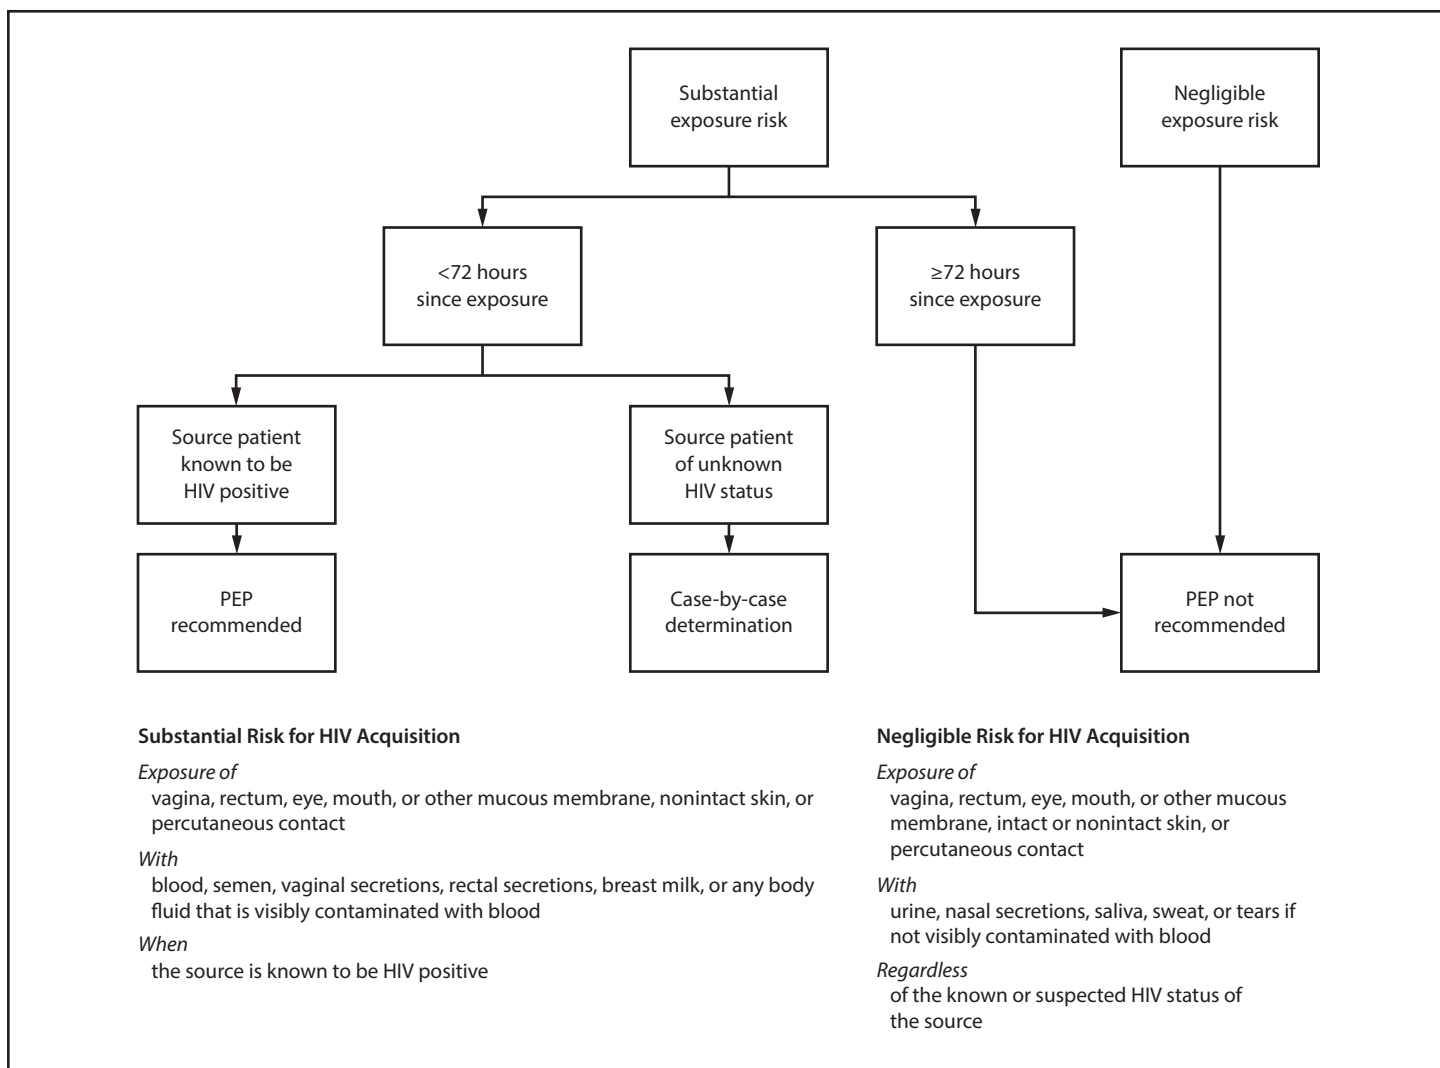 Substantial
exposure risk
Negligible
exposure risk
<72 hours
since exposure
≥72 hours
since exposure
Source patient
known to be
HIV positive
Source patient
of unknown
HIV status
PEP
recommended
Case-by-case
determination
PEP not
recommended
Substantial Risk for HIV Acquisition
Exposure of
vagina, rectum, eye, mouth, or other mucous membrane, nonintact skin, or
percutaneous contact
With
blood, semen, vaginal secretions, rectal secretions, breast milk, or any body
fluid that is visibly contaminated with blood
When
the source is known to be HIV positive
Negligible Risk for HIV Acquisition
Exposure of
vagina, rectum, eye, mouth, or other mucous
membrane, intact or nonintact skin, or
percutaneous contact
With
urine, nasal secretions, saliva, sweat, or tears if
not visibly contaminated with blood
Regardless
of the known or suspected HIV status of
the source